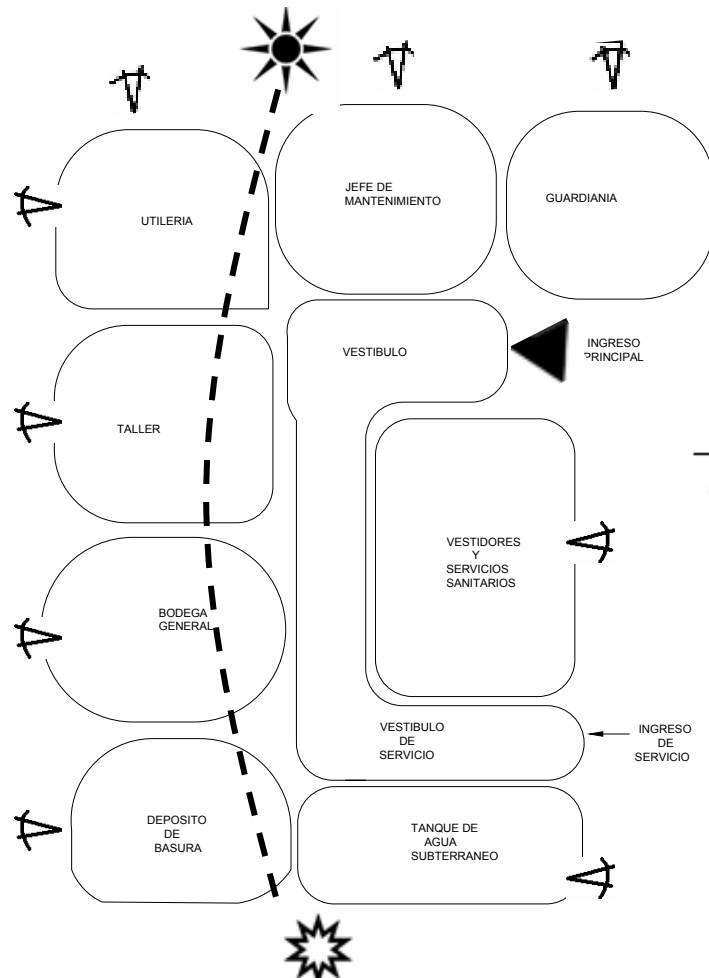 JEFE DE
MANTENIMIENTO
GUARDIANIA
UTILERIA
VESTIBULO
INGRESO
PRINCIPAL
TALLER
VESTIDORES
Y
SERVICIOS
SANITARIOS
BODEGA
GENERAL
VESTIBULO
DE
SERVICIO
INGRESO
DE
SERVICIO
DEPOSITO
DE
BASURA
TANQUE DE
AGUA
SUBTERRANEO